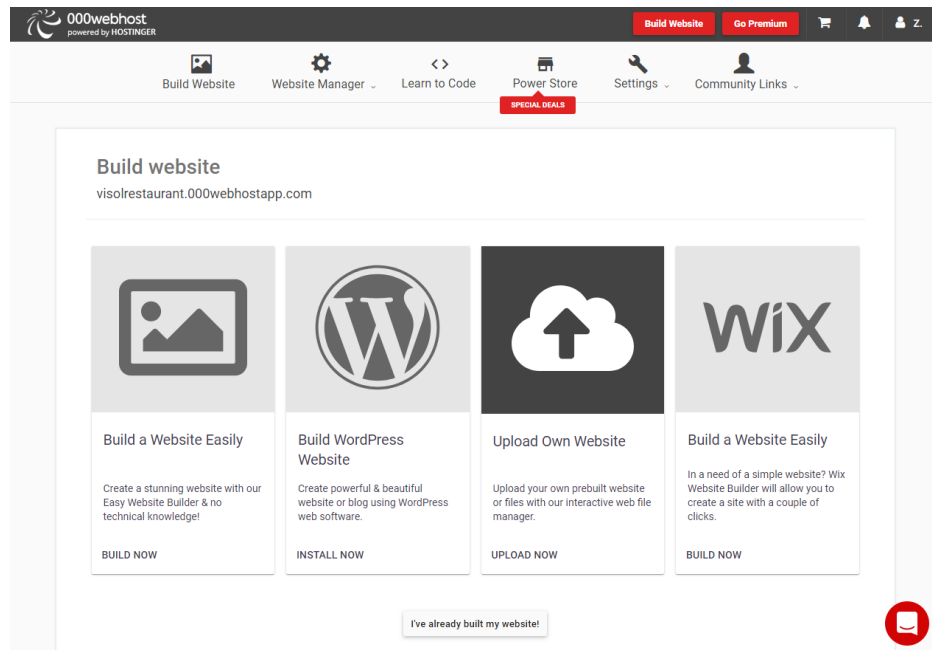 000webhost
powered by HOSTINGER
Build Website
Go Premium
Z.
Build Website
Website Manager
Learn to Code
Power Store
Settings
Community Links
SPECIAL DEALS
Build website
visolrestaurant.000webhostapp.com
W
WiX
Build a Website Easily
Create a stunning website with our
Easy Website Builder & no
technical knowledge!
BUILD NOW
Build WordPress
Website
Create powerful & beautiful
website or blog using WordPress
web software.
INSTALL NOW
Upload Own Website
Upload your own prebuilt website
or files with our interactive web file
manager.
UPLOAD NOW
Build a Website Easily
In a need of a simple website? Wix
Website Builder will allow you to
create a site with a couple of
clicks.
BUILD NOW
I've already built my website!